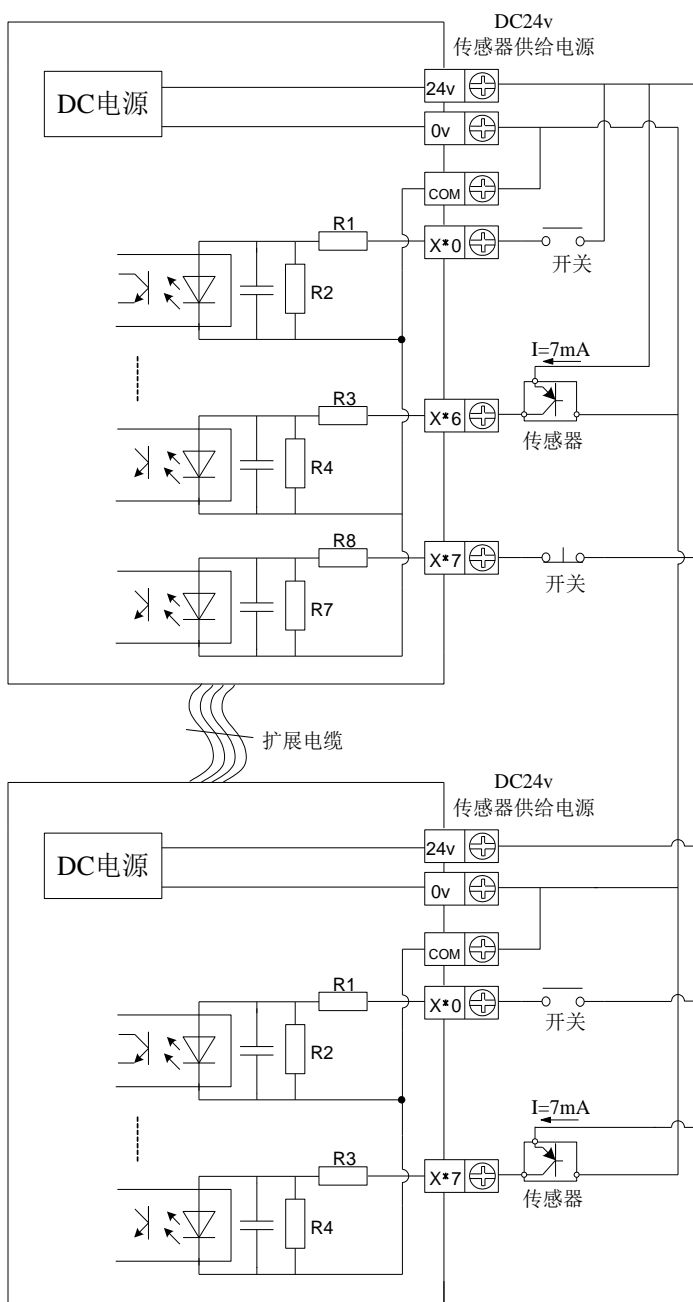 DC24v
传感器供给电源
DC电源
24v
0v
COM
R1
X*0
R2
开关
I=7mA
R3
X*6
R4
传感器
R8
X*7
R7
开关
扩展电缆
DC24v
传感器供给电源
DC电源
24v
0v
COM
R1
X*0
R2
开关
I=7mA
R3
X*7
R4
传感器